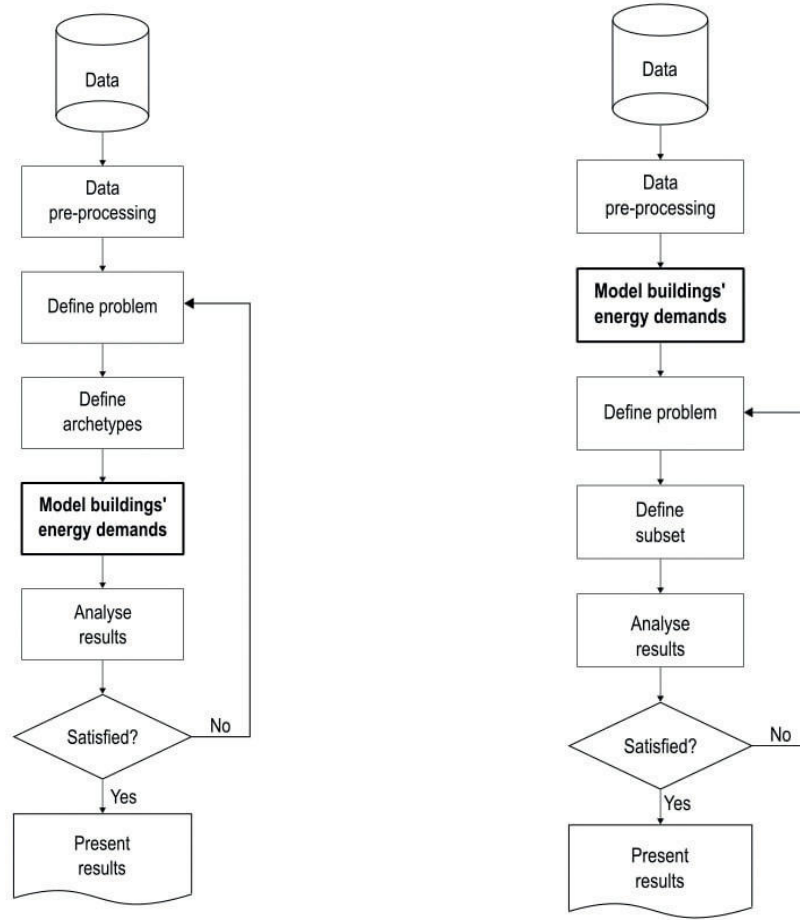 Data
Data
pre-processing
Define problem
Define
archetypes
Model buildings'
energy demands
Analyse
results
Satisfied?
No
Yes
Present
results
Data
Data
pre-processing
Model buildings'
energy demands
Define problem
Define
subset
Analyse
results
Satisfied?
No
Yes
Present
results